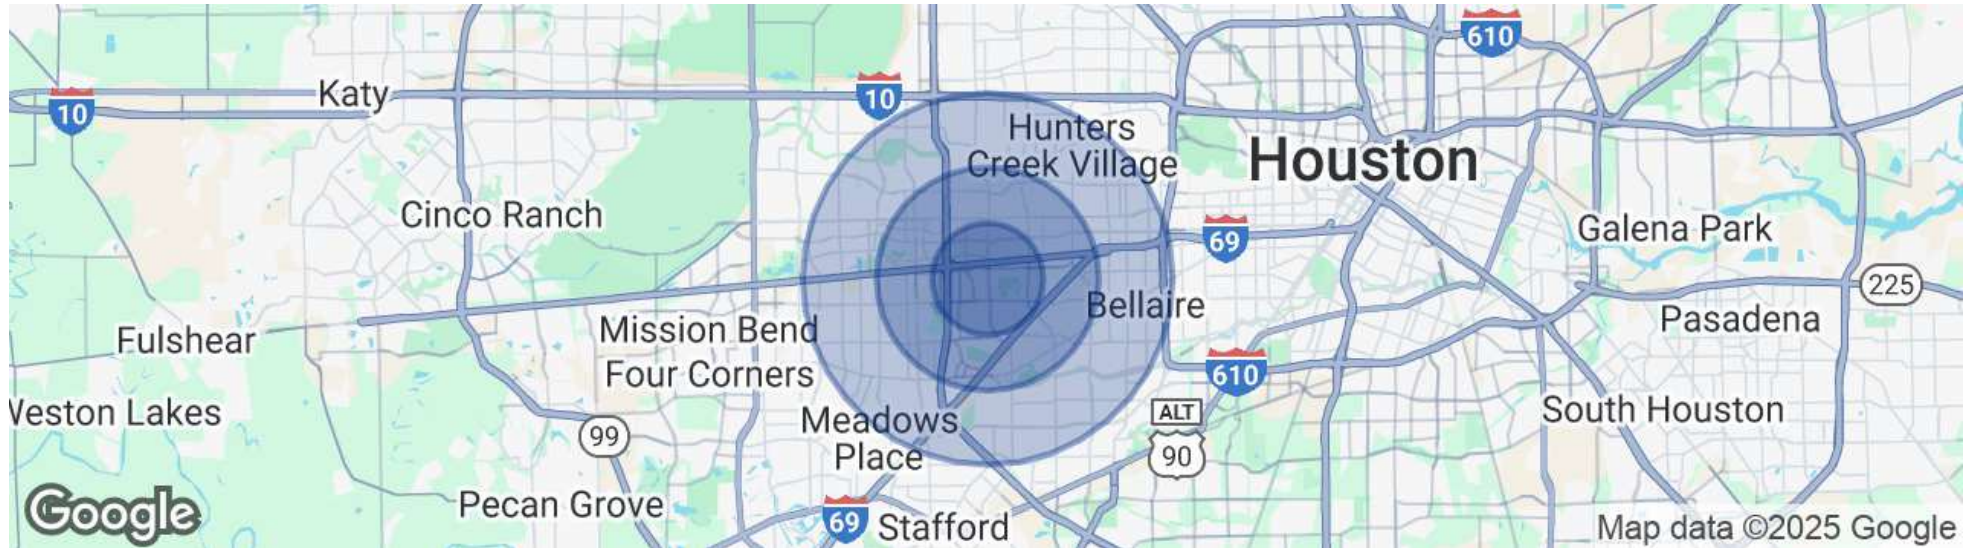 610
Katy
10
10
Hunters
Creek Village
Houston
Cinco Ranch
69
Galena Park
225
Bellaire
Pasadena
Mission Bend
Fulshear
Four Corners
610
Weston Lakes
ALT
90
South Houston
Meadows
Place
99
Pecan Grove
69
Stafford
Google
Map data ©2025 Google